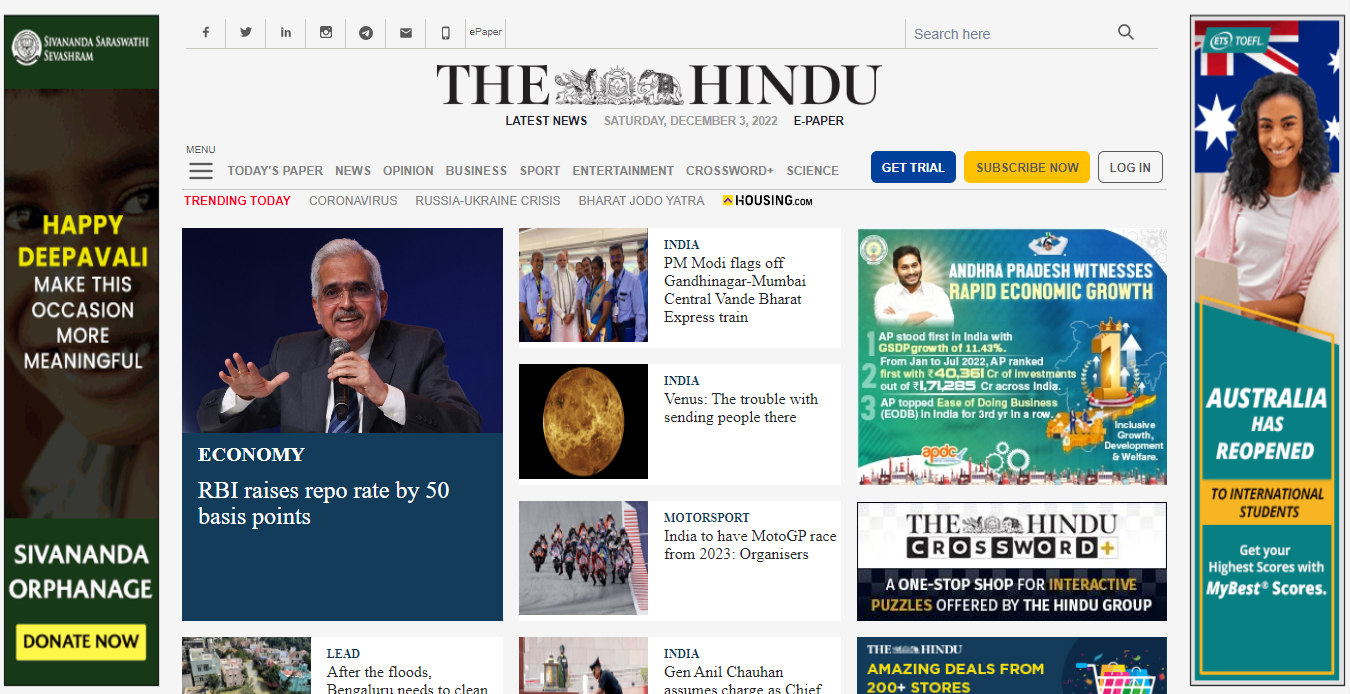 SIVANANDA SARASWATHI
SEVASHRAM
HAPPY
DEEPAVALI
MAKE THIS
OCCASION
MORE
MEANINGFUL
SIVANANDA
ORPHANAGE
DONATE NOW
ePaper
Search here
THE HINDU
LATEST NEWS SATURDAY, DECEMBER 3, 2022 E-PAPER
MENU
TODAY'S PAPER NEWS OPINION BUSINESS SPORT ENTERTAINMENT CROSSWORD+ SCIENCE
GET TRIAL SUBSCRIBE NOW LOG IN
TRENDING TODAY CORONAVIRUS RUSSIA-UKRAINE CRISIS BHARAT JODO YATRA HOUSING.COM
ECONOMY
RBI raises repo rate by 50
basis points
LEAD
After the floods,
Bengaluru needs to clean
INDIA
PM Modi flags off
Gandhinagar-Mumbai
Central Vande Bharat
Express train
INDIA
Venus: The trouble with
sending people there
MOTORSPORT
India to have MotoGP race
from 2023: Organisers
INDIA
Gen Anil Chauhan
assumes charge as Chief
ANDHRA PRADESH WITNESSES
RAPID ECONOMIC GROWTH
1 AP stood first in India with
GSDP growth of 11.43%.
2 From Jan to Jul 2022, AP ranked
first with ₹40,361 Cr of investments
out of ₹1,71,285 Cr across India.
3 AP topped Ease of Doing Business
(EODB) in India for 3rd yr in a row.
1
Inclusive
Growth,
Development
& Welfare.
apdc
THE HINDU
CROSSWORD+
A ONE-STOP SHOP FOR INTERACTIVE
PUZZLES OFFERED BY THE HINDU GROUP
THE HINDU
AMAZING DEALS FROM
200+ STORES
ETS TOEFL
AUSTRALIA
HAS
REOPENED
TO INTERNATIONAL
STUDENTS
Get your
Highest Scores with
MyBest® Scores.